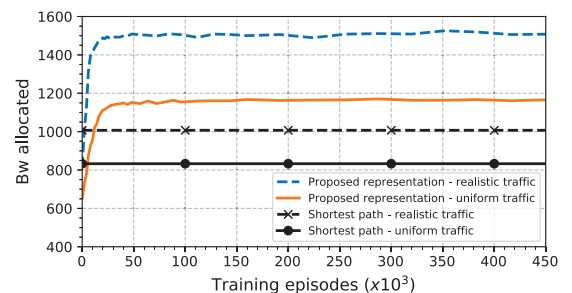 1600
1400
1200
1000
800
600
400
Bw allocated
0 50 100 150 200 250 300 350 400 450
Training episodes (x10³)
Proposed representation - realistic traffic
Proposed representation - uniform traffic
Shortest path - realistic traffic
Shortest path - uniform traffic